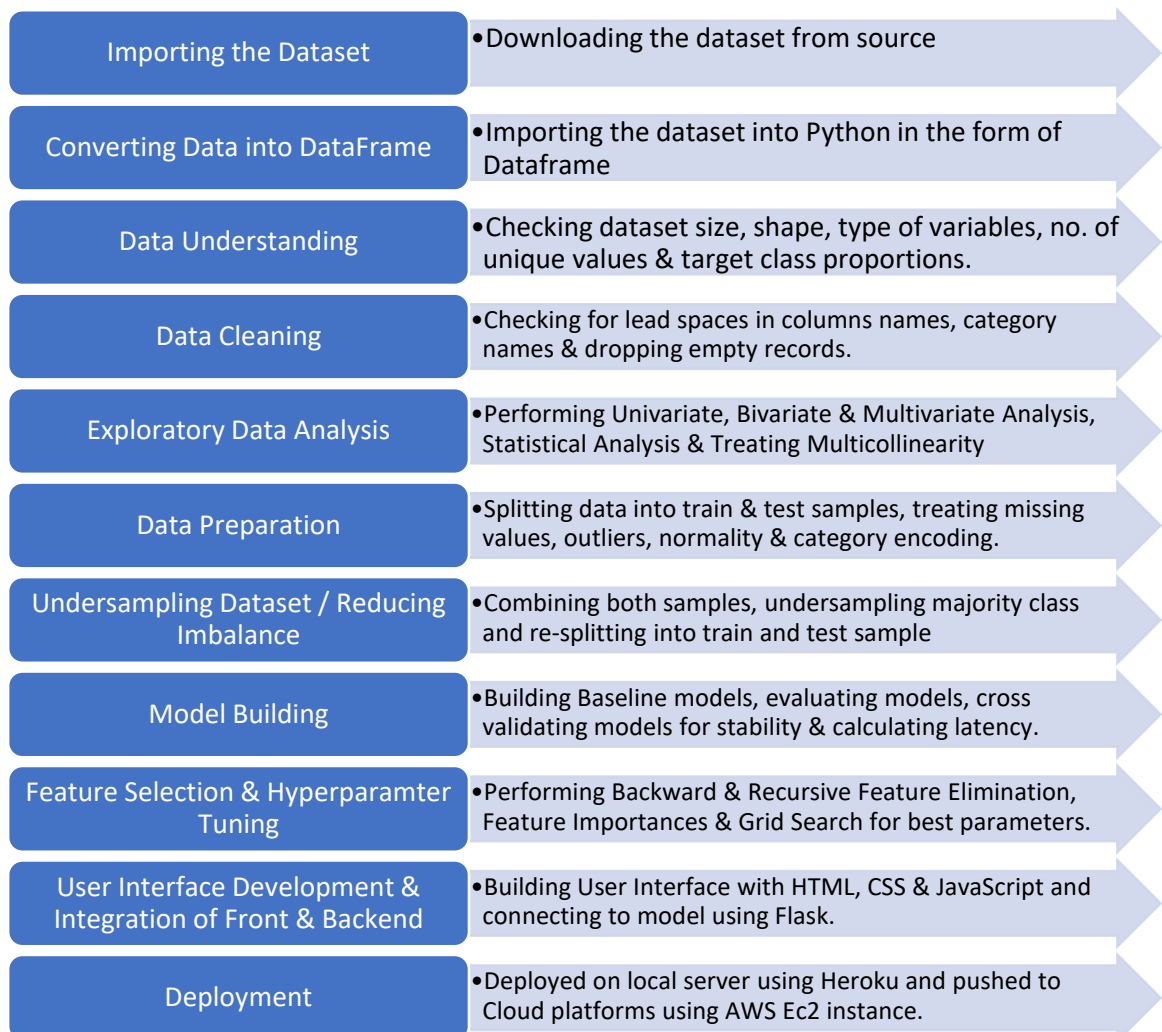 Importing the Dataset
•Downloading the dataset from source
Converting Data into DataFrame
•Importing the dataset into Python in the form of
Dataframe
Data Understanding
•Checking dataset size, shape, type of variables, no. of
unique values & target class proportions.
Data Cleaning
•Checking for lead spaces in columns names, category
names & dropping empty records.
Exploratory Data Analysis
•Performing Univariate, Bivariate & Multivariate Analysis,
Statistical Analysis & Treating Multicollinearity
Data Preparation
•Splitting data into train & test samples, treating missing
values, outliers, normality & category encoding.
Undersampling Dataset / Reducing
Imbalance
•Combining both samples, undersampling majority class
and re-splitting into train and test sample
Model Building
•Building Baseline models, evaluating models, cross
validating models for stability & calculating latency.
Feature Selection & Hyperparamter
Tuning
•Performing Backward & Recursive Feature Elimination,
Feature Importances & Grid Search for best parameters.
User Interface Development &
Integration of Front & Backend
•Building User Interface with HTML, CSS & JavaScript and
connecting to model using Flask.
Deployment
•Deployed on local server using Heroku and pushed to
Cloud platforms using AWS Ec2 instance.